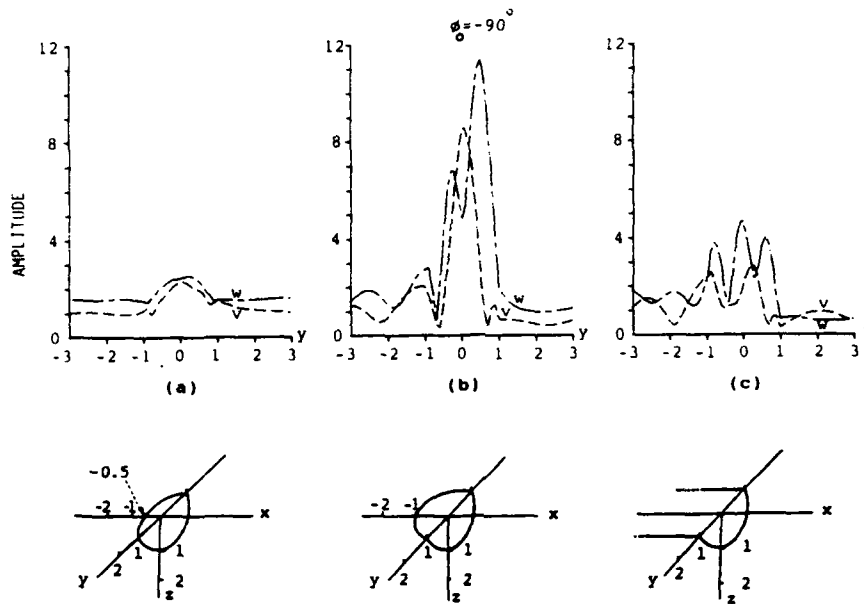 ϕ₀=-90°
AMPLITUDE
12
8
4
0
w
v
-3 -2 -1 0 1 2 3 y
(a)
12
8
4
0
w
v
-3 -2 -1 0 1 2 3 y
(b)
12
8
4
0
v
w
-3 -2 -1 0 1 2 3
(c)
-0.5
-2 -1 x
1 1
2 2
y z
-2 -1 x
1 1
2 2
y z
x
1 1
2 2
y z